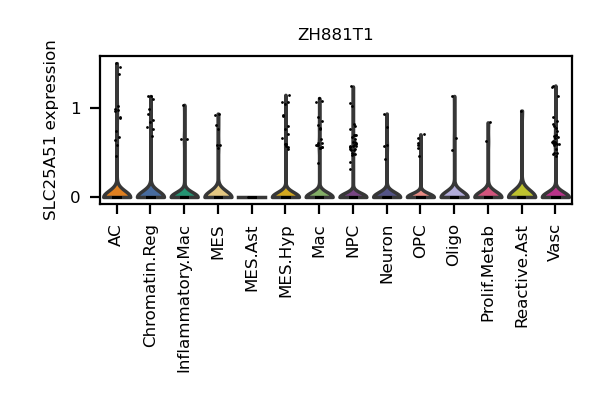 ZH881T1
SLC25A51 expression
1
0
AC
Chromatin.Reg
Inflammatory.Mac
MES
MES.Ast
MES.Hyp
Mac
NPC
Neuron
OPC
Oligo
Prolif.Metab
Reactive.Ast
Vasc